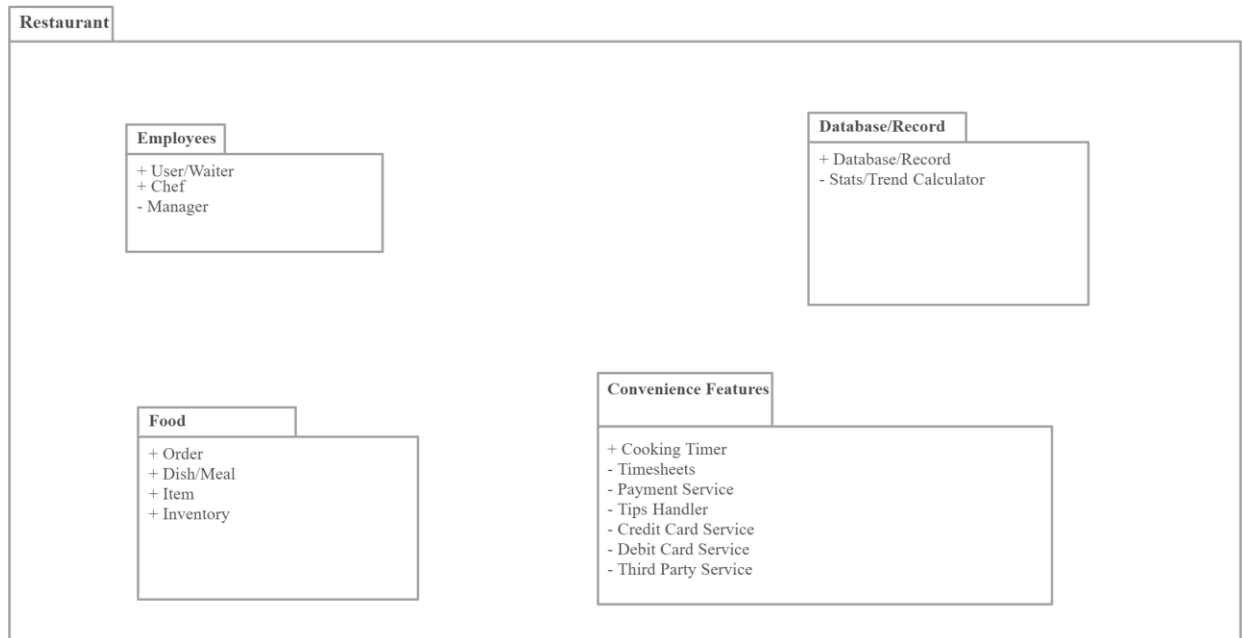 Restaurant
Employees
+ User/Waiter
+ Chef
- Manager
Database/Record
+ Database/Record
- Stats/Trend Calculator
Food
+ Order
+ Dish/Meal
+ Item
+ Inventory
Convenience Features
+ Cooking Timer
- Timesheets
- Payment Service
- Tips Handler
- Credit Card Service
- Debit Card Service
- Third Party Service